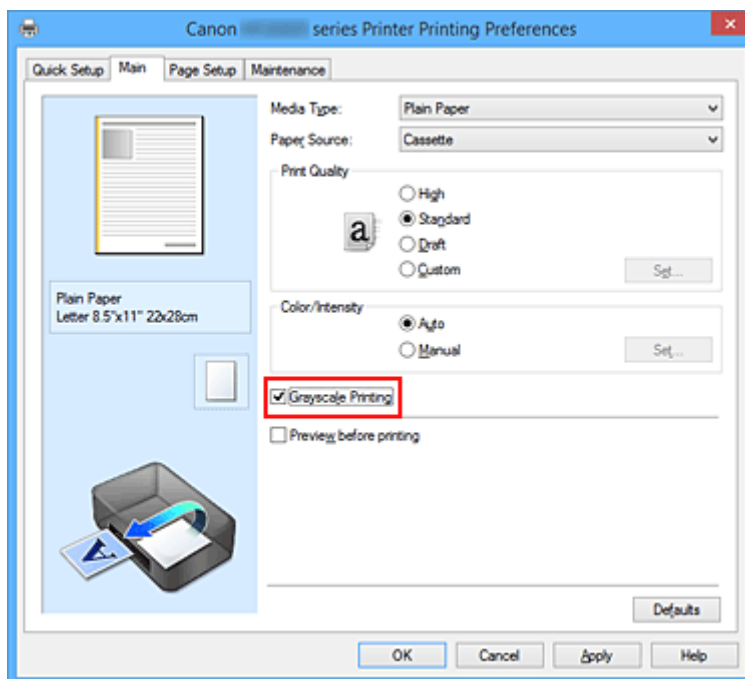 Canon series Printer Printing Preferences
Quick Setup Main Page Setup Maintenance
Media Type: Plain Paper
Paper Source: Cassette
Print Quality
High
Standard
Draft
Custom
Set...
a
Plain Paper
Letter 8.5"x11" 22x28cm
Color/Intensity
Auto
Manual
Set...
Grayscale Printing
Preview before printing
A
Defaults
OK Cancel Apply Help